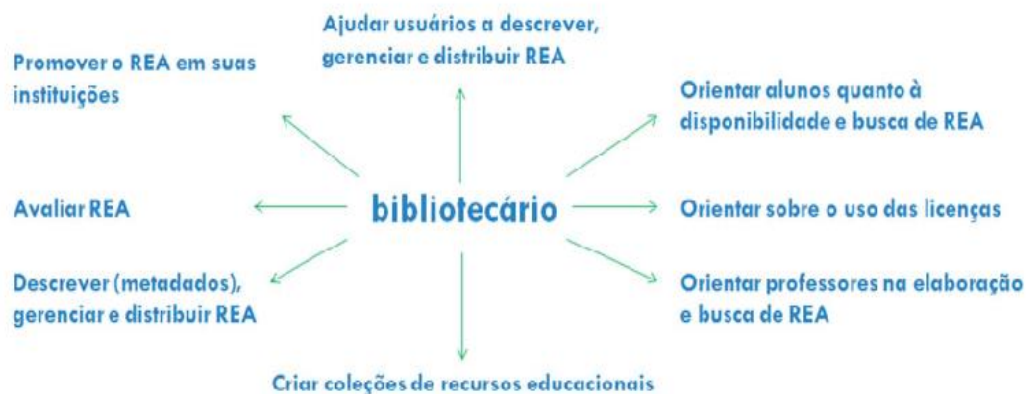 Ajudar usuários a descrever,
gerenciar e distribuir REA
Promover o REA em suas
instituições
Orientar alunos quanto à
disponibilidade e busca de REA
Avaliar REA
bibliotecário
Orientar sobre o uso das licenças
Descrever (metadados),
gerenciar e distribuir REA
Orientar professores na elaboração
e busca de REA
Criar coleções de recursos educacionais